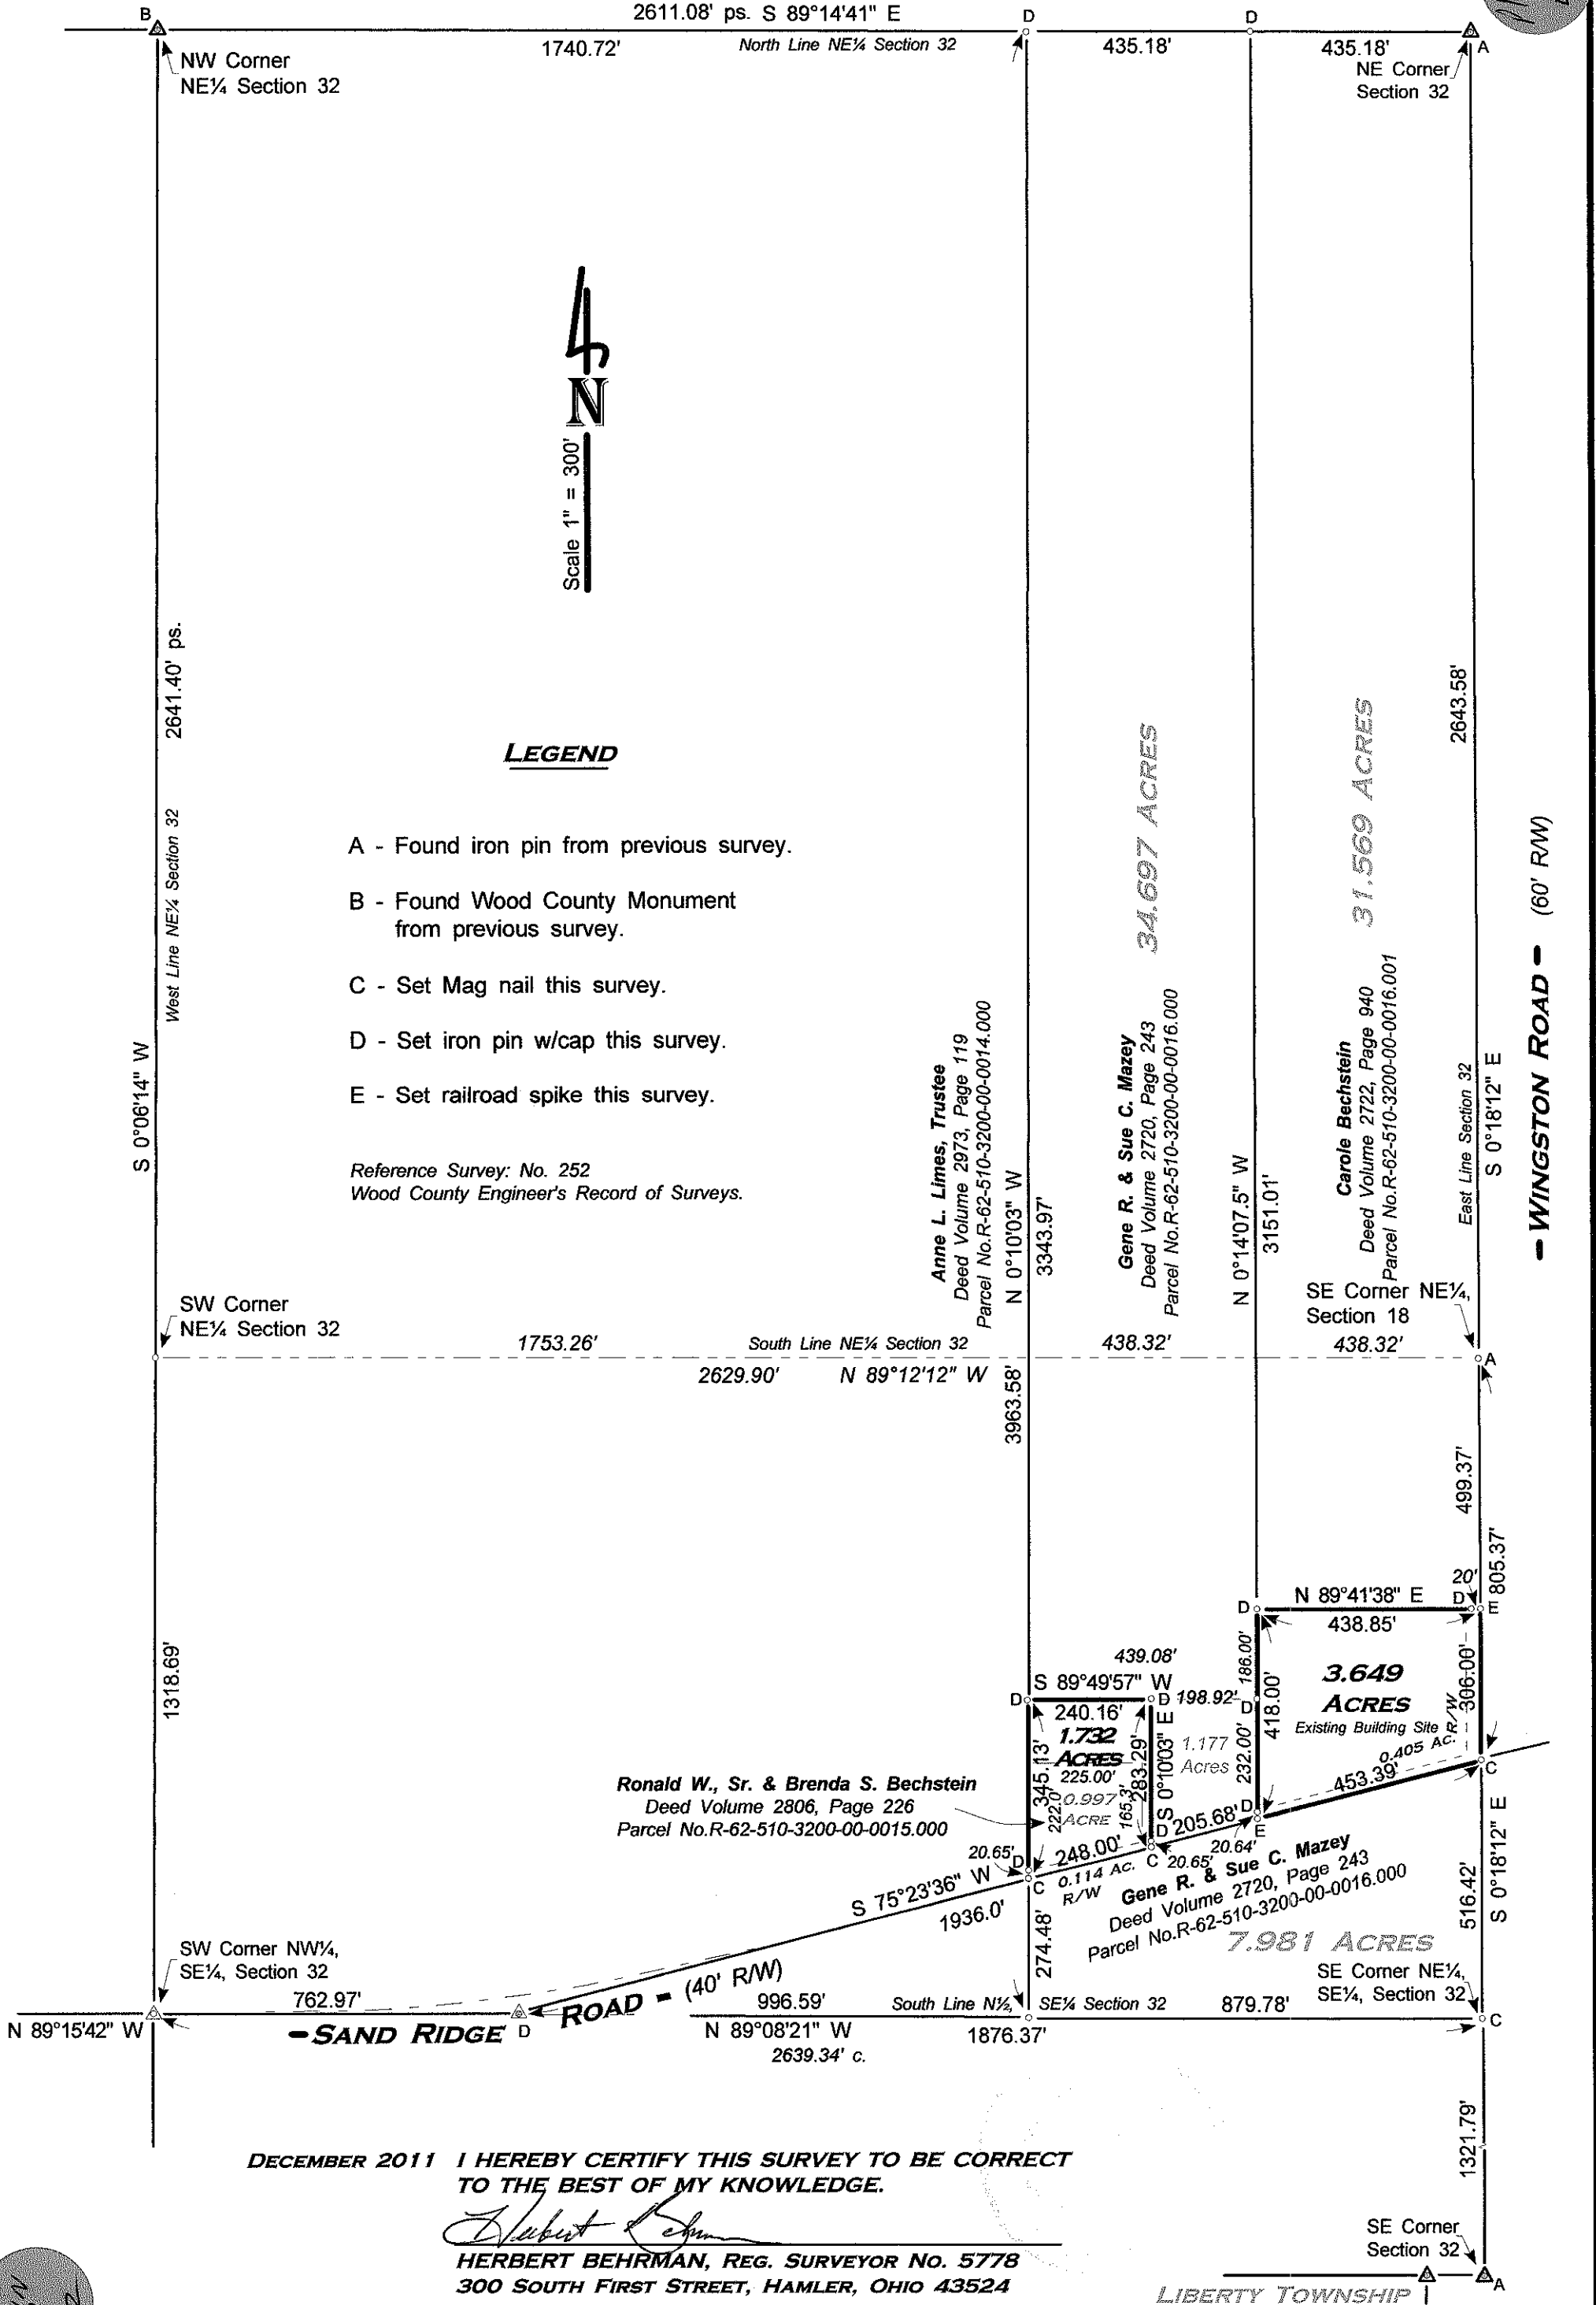 B
2611.08' ps. S 89°14'41" E
D
D
1740.72'
North Line NE¼ Section 32
435.18'
435.18'
A
NW Corner
NE¼ Section 32
NE Corner
Section 32
N
Scale 1" = 300'
2641.40' ps.
West Line NE¼ Section 32
S 0°06'14" W
LEGEND
A - Found iron pin from previous survey.
B - Found Wood County Monument
from previous survey.
C - Set Mag nail this survey.
D - Set iron pin w/cap this survey.
E - Set railroad spike this survey.
Reference Survey: No. 252
Wood County Engineer's Record of Surveys.
Anne L. Limes, Trustee
Deed Volume 2973, Page 119
Parcel No.R-62-510-3200-00-0014.000
N 0°10'03" W
3343.97'
3963.58'
34.697 ACRES
Gene R. & Sue C. Mazey
Deed Volume 2720, Page 243
Parcel No.R-62-510-3200-00-0016.000
N 0°14'07.5" W
3151.01'
31.569 ACRES
Carole Bechstein
Deed Volume 2722, Page 940
Parcel No.R-62-510-3200-00-0016.001
2643.58'
East Line Section 32
S 0°18'12" E
- WINGSTON ROAD - (60' R/W)
SW Corner
NE¼ Section 32
SE Corner NE¼,
Section 18
1753.26'
South Line NE¼ Section 32
438.32'
438.32'
2629.90' N 89°12'12" W
A
499.37'
805.37'
1318.69'
20'
D N 89°41'38" E D E
438.85'
439.08'
S 89°49'57" W
D
D 198.92'
D
240.16'
186.00'
418.00'
232.00'
3.649
ACRES
Existing Building Site
R/W
306.00'
0.405 AC.
1.732
ACRES
225.00'
0.997
ACRE
345.13'
222.0'
165.3'
283.29'
S 0°10'03" E
1.177
Acres
453.39'
C
Ronald W., Sr. & Brenda S. Bechstein
Deed Volume 2806, Page 226
Parcel No.R-62-510-3200-00-0015.000
20.65'
D
248.00'
D
205.68'
D
E
C
0.114 AC.
R/W
C
20.65'
20.64'
Gene R. & Sue C. Mazey
Deed Volume 2720, Page 243
Parcel No.R-62-510-3200-00-0016.000
S 75°23'36" W
1936.0'
274.48'
516.42'
S 0°18'12" E
7.981 ACRES
SW Corner NW¼,
SE¼, Section 32
SE Corner NE¼,
SE¼, Section 32
762.97'
996.59'
South Line N½, SE¼ Section 32
879.78'
N 89°15'42" W
- SAND RIDGE ROAD - (40' R/W)
D
N 89°08'21" W
1876.37'
C
2639.34' c.
1321.79'
DECEMBER 2011 I HEREBY CERTIFY THIS SURVEY TO BE CORRECT
TO THE BEST OF MY KNOWLEDGE.
Herbert Behrman
HERBERT BEHRMAN, REG. SURVEYOR NO. 5778
300 SOUTH FIRST STREET, HAMLER, OHIO 43524
SE Corner
Section 32
A
LIBERTY TOWNSHIP